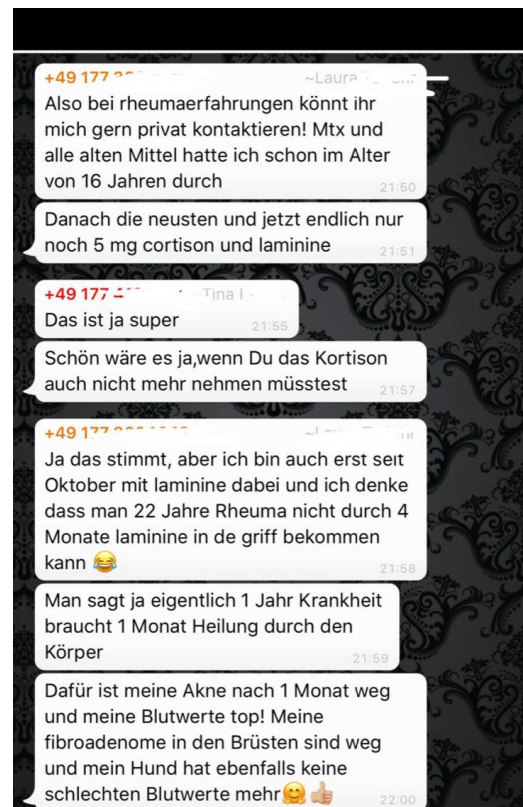 +49 177
~Laura
Also bei rheumaerfahrungen könnt ihr
mich gern privat kontaktieren! Mtx und
alle alten Mittel hatte ich schon im Alter
von 16 Jahren durch
21:50
Danach die neusten und jetzt endlich nur
noch 5 mg cortison und laminine
21:51
+49 177
Tina
Das ist ja super
21:55
Schön wäre es ja,wenn Du das Kortison
auch nicht mehr nehmen müsstest
21:57
+49 177
Ja das stimmt, aber ich bin auch erst seit
Oktober mit laminine dabei und ich denke
dass man 22 Jahre Rheuma nicht durch 4
Monate laminine in de griff bekommen
kann 😂
21:58
Man sagt ja eigentlich 1 Jahr Krankheit
braucht 1 Monat Heilung durch den
Körper
21:59
Dafür ist meine Akne nach 1 Monat weg
und meine Blutwerte top! Meine
fibroadenome in den Brüsten sind weg
und mein Hund hat ebenfalls keine
schlechten Blutwerte mehr🤗👍🏼
22:00